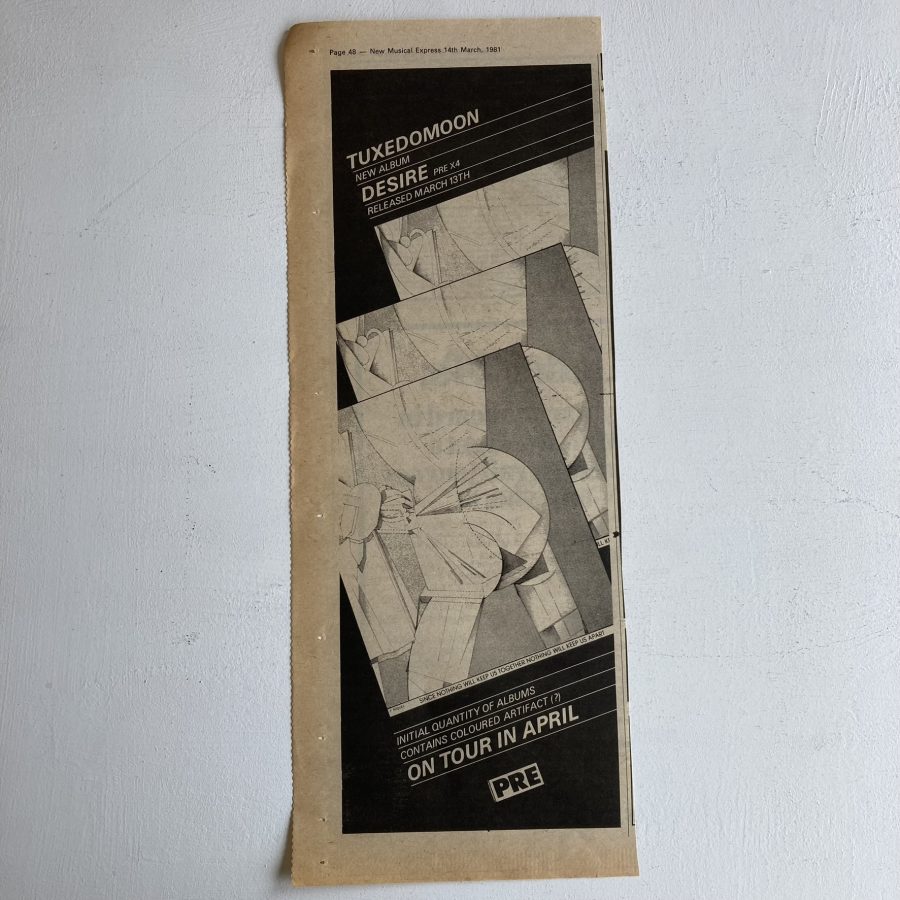 Page 48 — New Musical Express 14th March, 1981
TUXEDOMOON
NEW ALBUM
DESIRE PRE X4
RELEASED MARCH 13TH
LL KE
SINCE NOTHING WILL KEEP US TOGETHER NOTHING WILL KEEP US APART
INITIAL QUANTITY OF ALBUMS
CONTAINS COLOURED ARTIFACT (?)
ON TOUR IN APRIL
PRE